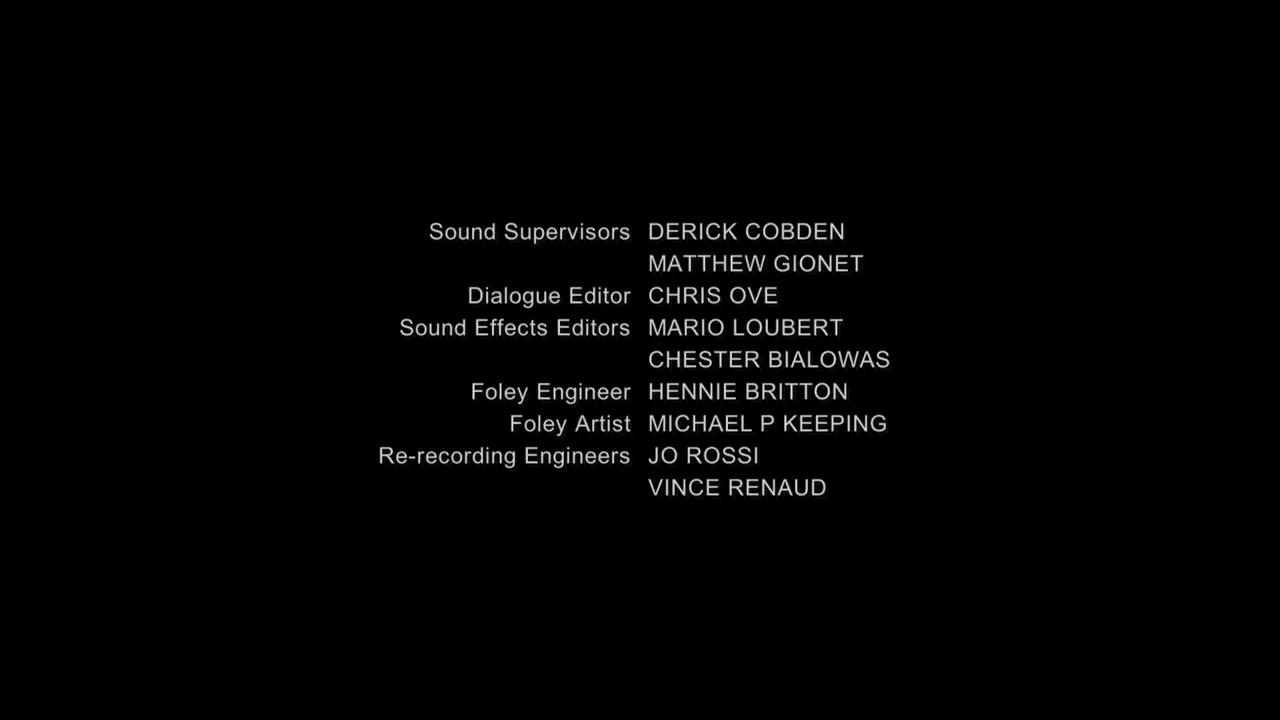 Sound Supervisors DERICK COBDEN
MATTHEW GIONET
Dialogue Editor CHRIS OVE
Sound Effects Editors MARIO LOUBERT
CHESTER BIALOWAS
Foley Engineer HENNIE BRITTON
Foley Artist MICHAEL P KEEPING
Re-recording Engineers JO ROSSI
VINCE RENAUD